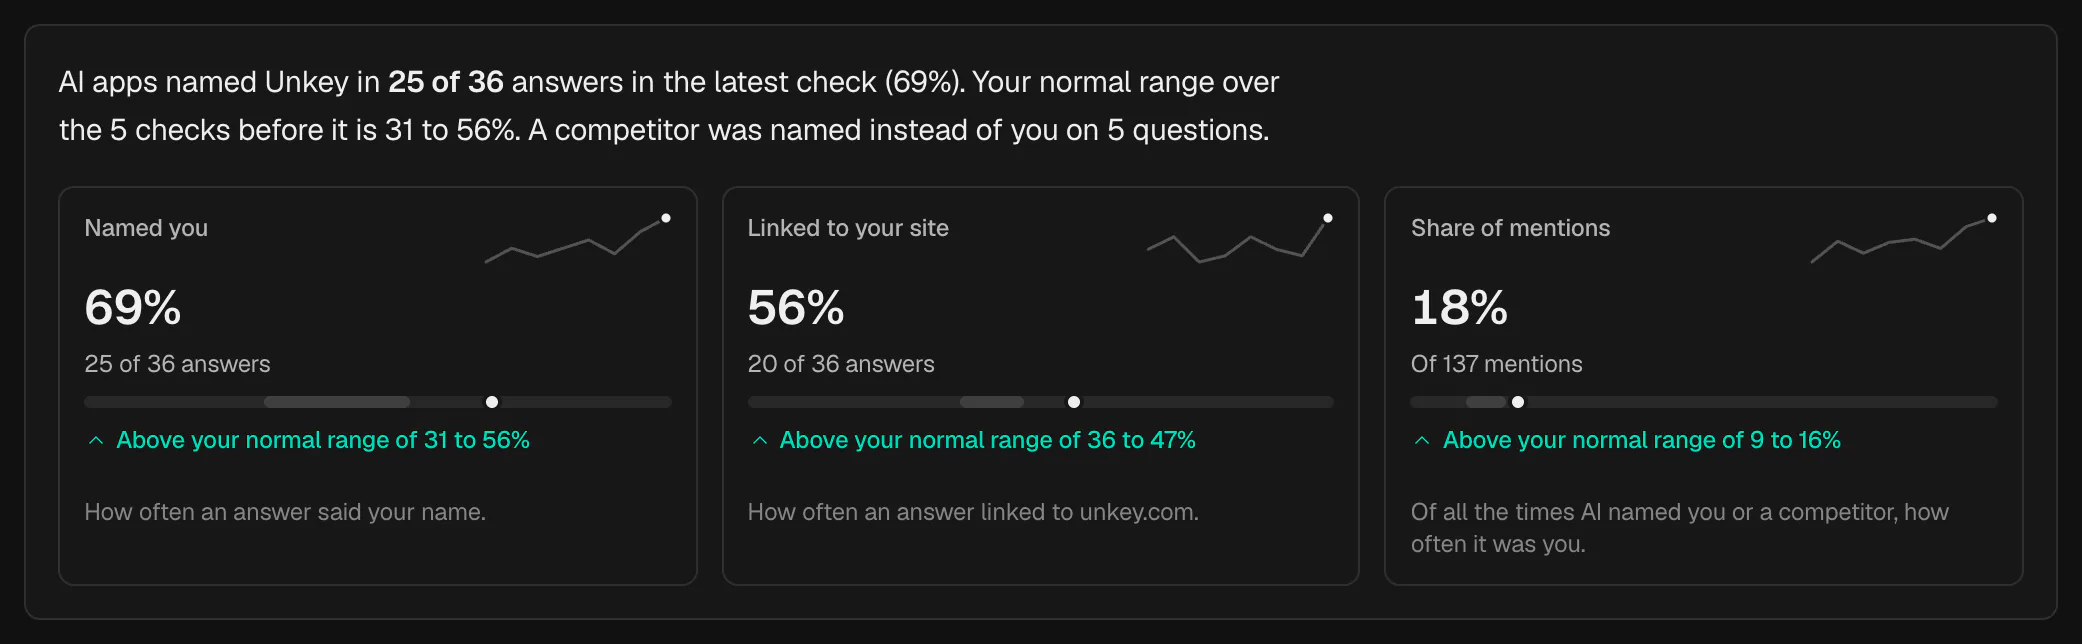 AI apps named Unkey in 25 of 36 answers in the latest check (69%). Your normal range over
the 5 checks before it is 31 to 56%. A competitor was named instead of you on 5 questions.
Named you
69%
25 of 36 answers
Above your normal range of 31 to 56%
How often an answer said your name.
Linked to your site
56%
20 of 36 answers
Above your normal range of 36 to 47%
How often an answer linked to unkey.com.
Share of mentions
18%
Of 137 mentions
Above your normal range of 9 to 16%
Of all the times AI named you or a competitor, how
often it was you.